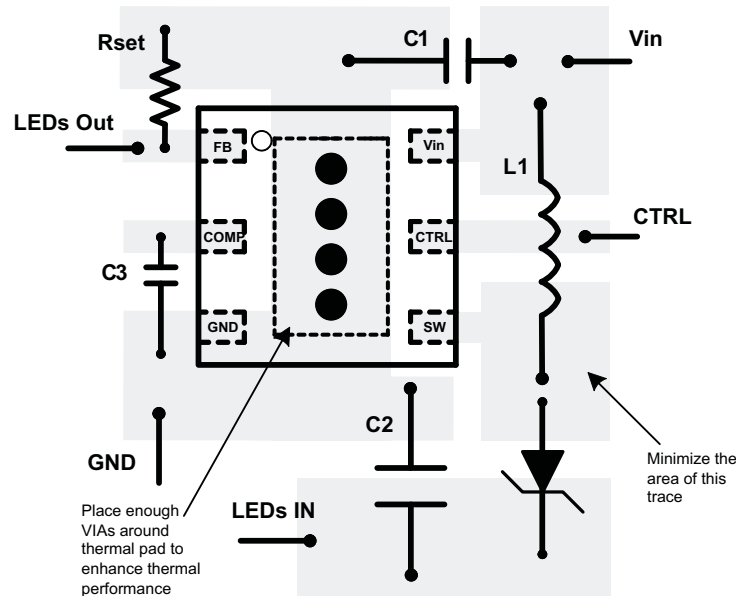 Rset
C1
Vin
LEDs Out
FB
Vin
L1
COMP
CTRL
CTRL
C3
GND
SW
C2
GND
Minimize the
area of this
trace
LEDs IN
Place enough
VIAs around
thermal pad to
enhance thermal
performance